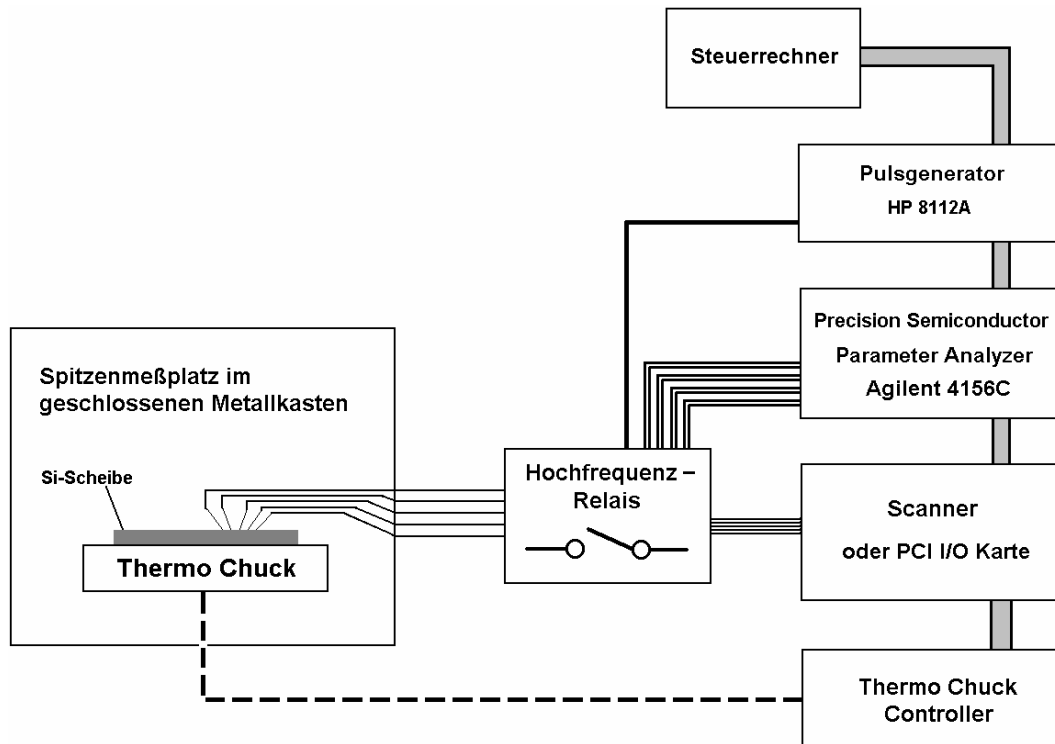 Steuerrechner
Pulsgenerator
HP 8112A
Precision Semiconductor
Parameter Analyzer
Agilent 4156C
Spitzenmeßplatz im
geschlossenen Metallkasten
Si-Scheibe
Thermo Chuck
Hochfrequenz –
Relais
Scanner
oder PCI I/O Karte
Thermo Chuck
Controller